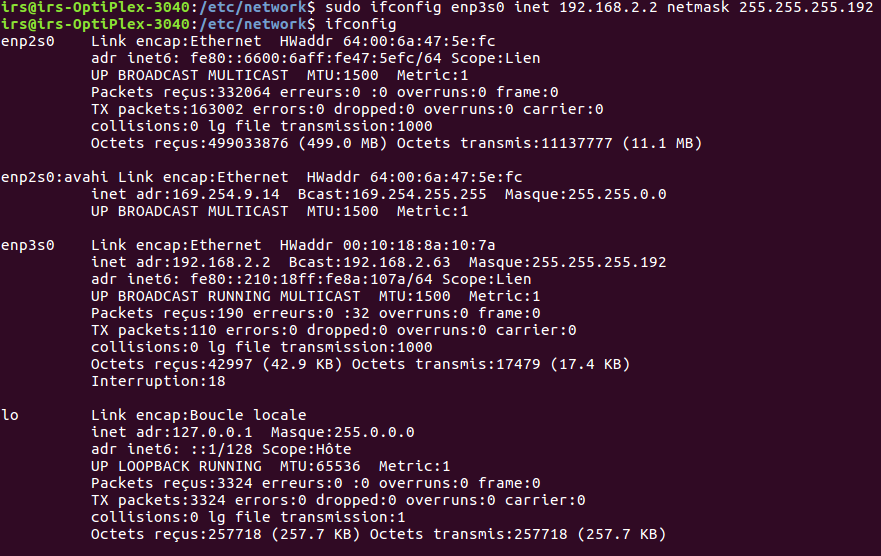 irs@irs-OptiPlex-3040:/etc/network$ sudo ifconfig enp3s0 inet 192.168.2.2 netmask 255.255.255.192
irs@irs-OptiPlex-3040:/etc/network$ ifconfig
enp2s0    Link encap:Ethernet  HWaddr 64:00:6a:47:5e:fc
          adr inet6: fe80::6600:6aff:fe47:5efc/64 Scope:Lien
          UP BROADCAST MULTICAST  MTU:1500  Metric:1
          Packets reçus:332064 erreurs:0 :0 overruns:0 frame:0
          TX packets:163002 errors:0 dropped:0 overruns:0 carrier:0
          collisions:0 lg file transmission:1000
          Octets reçus:499033876 (499.0 MB) Octets transmis:11137777 (11.1 MB)
enp2s0:avahi Link encap:Ethernet  HWaddr 64:00:6a:47:5e:fc
          inet adr:169.254.9.14  Bcast:169.254.255.255  Masque:255.255.0.0
          UP BROADCAST MULTICAST  MTU:1500  Metric:1
enp3s0    Link encap:Ethernet  HWaddr 00:10:18:8a:10:7a
          inet adr:192.168.2.2  Bcast:192.168.2.63  Masque:255.255.255.192
          adr inet6: fe80::210:18ff:fe8a:107a/64 Scope:Lien
          UP BROADCAST RUNNING MULTICAST  MTU:1500  Metric:1
          Packets reçus:190 erreurs:0 :32 overruns:0 frame:0
          TX packets:110 errors:0 dropped:0 overruns:0 carrier:0
          collisions:0 lg file transmission:1000
          Octets reçus:42997 (42.9 KB) Octets transmis:17479 (17.4 KB)
          Interruption:18
lo        Link encap:Boucle locale
          inet adr:127.0.0.1  Masque:255.0.0.0
          adr inet6: ::1/128 Scope:Hôte
          UP LOOPBACK RUNNING  MTU:65536  Metric:1
          Packets reçus:3324 erreurs:0 :0 overruns:0 frame:0
          TX packets:3324 errors:0 dropped:0 overruns:0 carrier:0
          collisions:0 lg file transmission:1
          Octets reçus:257718 (257.7 KB) Octets transmis:257718 (257.7 KB)